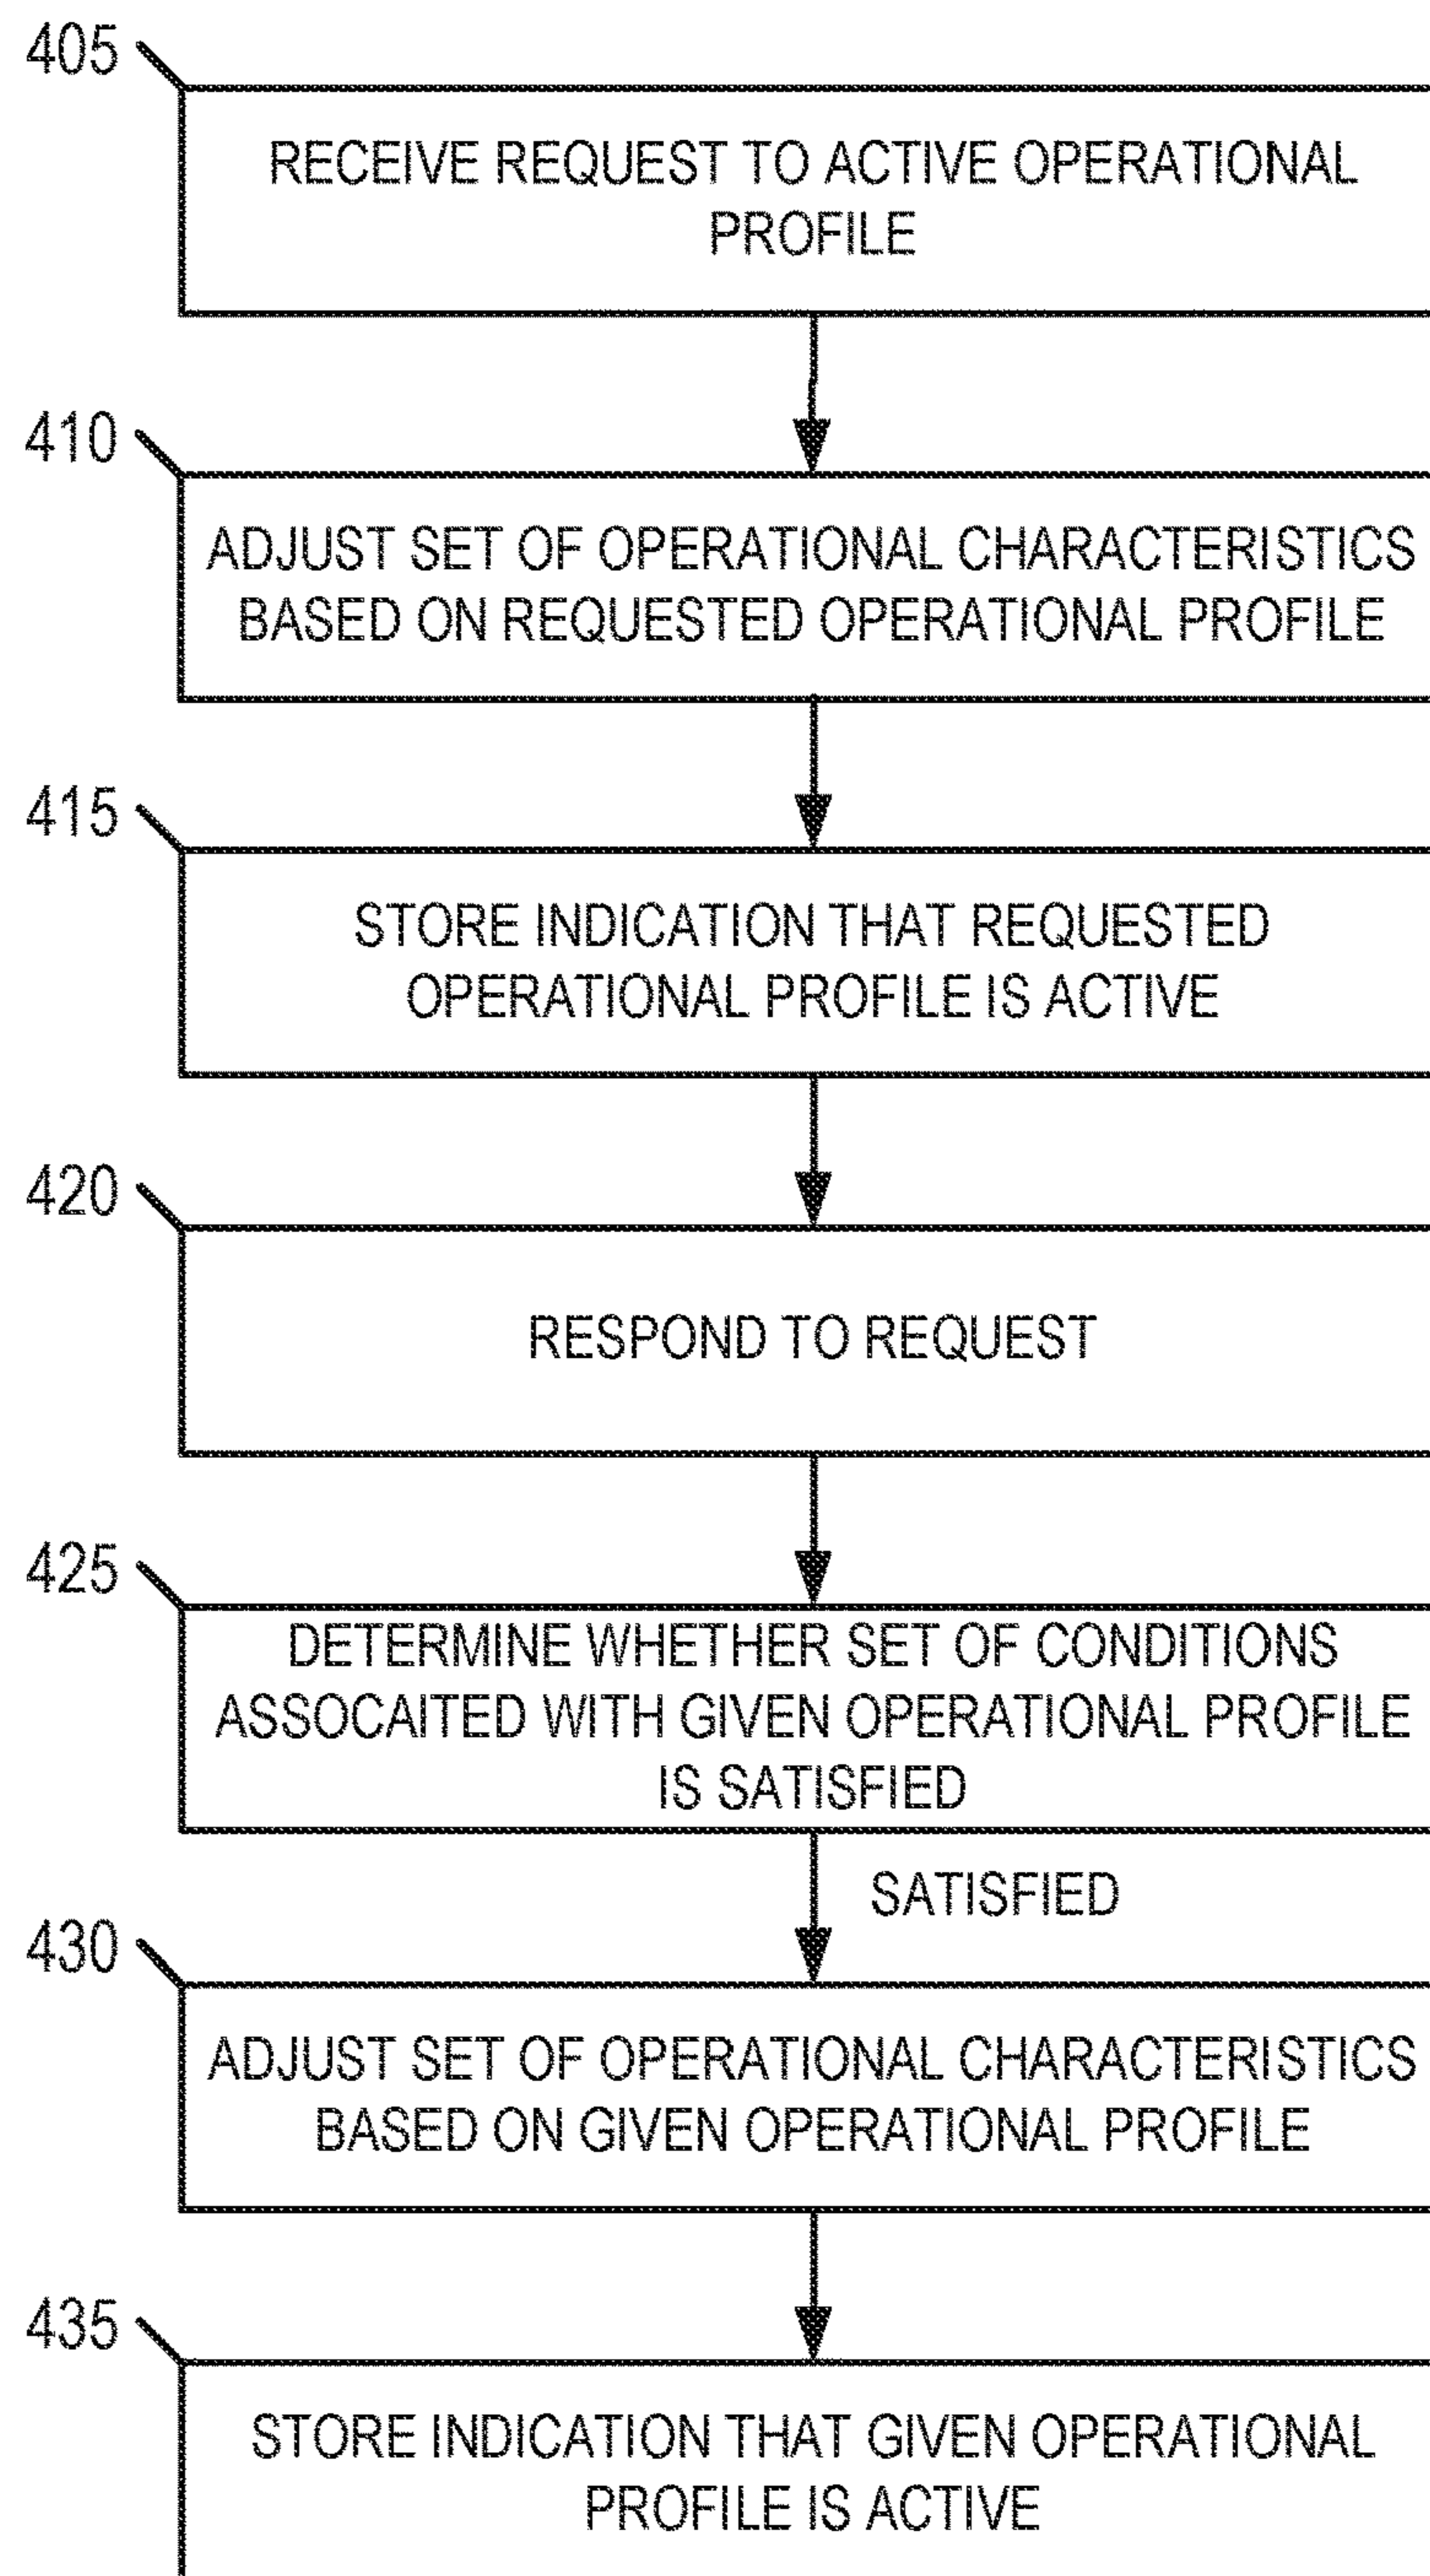 405
RECEIVE REQUEST TO ACTIVE OPERATIONAL
PROFILE
410
ADJUST SET OF OPERATIONAL CHARACTERISTICS
BASED ON REQUESTED OPERATIONAL PROFILE
415
STORE INDICATION THAT REQUESTED
OPERATIONAL PROFILE IS ACTIVE
420
RESPOND TO REQUEST
425
DETERMINE WHETHER SET OF CONDITIONS
ASSOCAITED WITH GIVEN OPERATIONAL PROFILE
IS SATISFIED
SATISFIED
430
ADJUST SET OF OPERATIONAL CHARACTERISTICS
BASED ON GIVEN OPERATIONAL PROFILE
435
STORE INDICATION THAT GIVEN OPERATIONAL
PROFILE IS ACTIVE